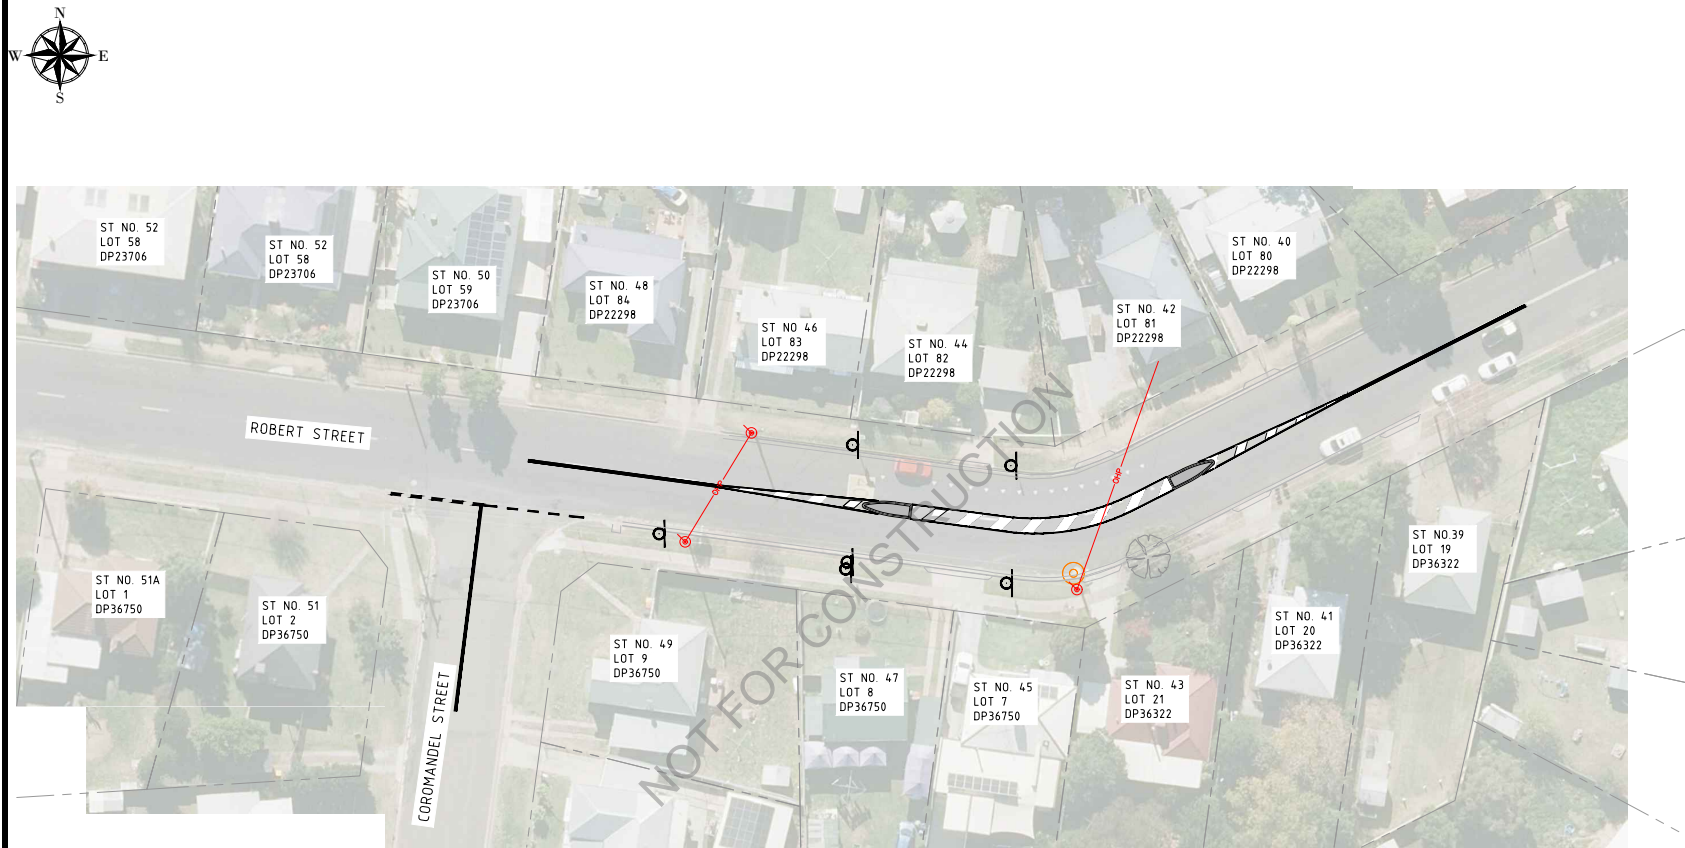 N
W
E
S
ST NO. 52
LOT 58
DP23706
ST NO. 52
LOT 58
DP23706
ST NO. 50
LOT 59
DP23706
ST NO. 48
LOT 84
DP22298
ST NO 46
LOT 83
DP22298
ST NO. 44
LOT 82
DP22298
ST NO. 42
LOT 81
DP22298
ST NO. 40
LOT 80
DP22298
ROBERT STREET
NOT FOR CONSTRUCTION
ST NO. 51A
LOT 1
DP36750
ST NO. 51
LOT 2
DP36750
COROMANDEL STREET
ST NO. 49
LOT 9
DP36750
ST NO. 47
LOT 8
DP36750
ST NO. 45
LOT 7
DP36750
ST NO. 43
LOT 21
DP36322
ST NO. 41
LOT 20
DP36322
ST NO.39
LOT 19
DP36322